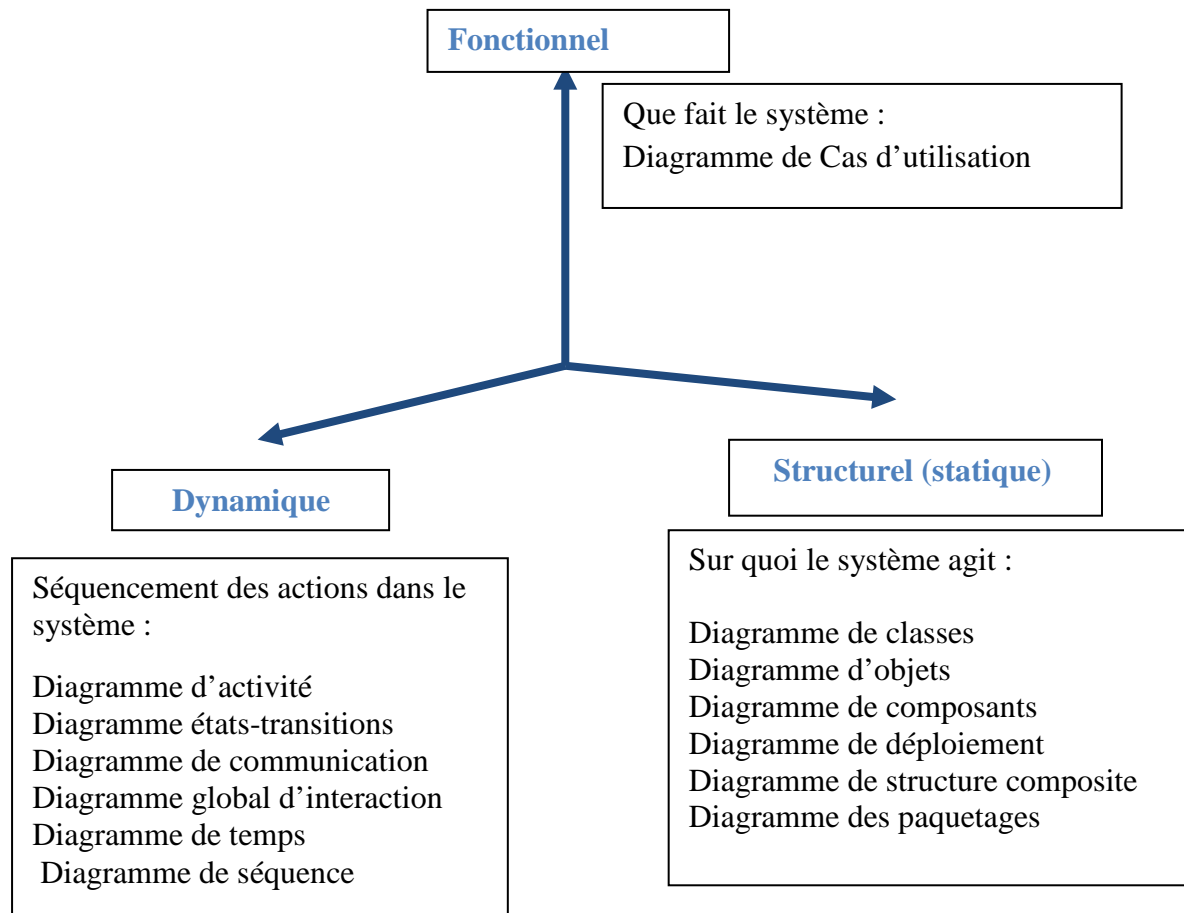 Fonctionnel
Que fait le système :
Diagramme de Cas d’utilisation
Dynamique
Séquencement des actions dans le
système :
Diagramme d’activité
Diagramme états-transitions
Diagramme de communication
Diagramme global d’interaction
Diagramme de temps
Diagramme de séquence
Structurel (statique)
Sur quoi le système agit :
Diagramme de classes
Diagramme d’objets
Diagramme de composants
Diagramme de déploiement
Diagramme de structure composite
Diagramme des paquetages